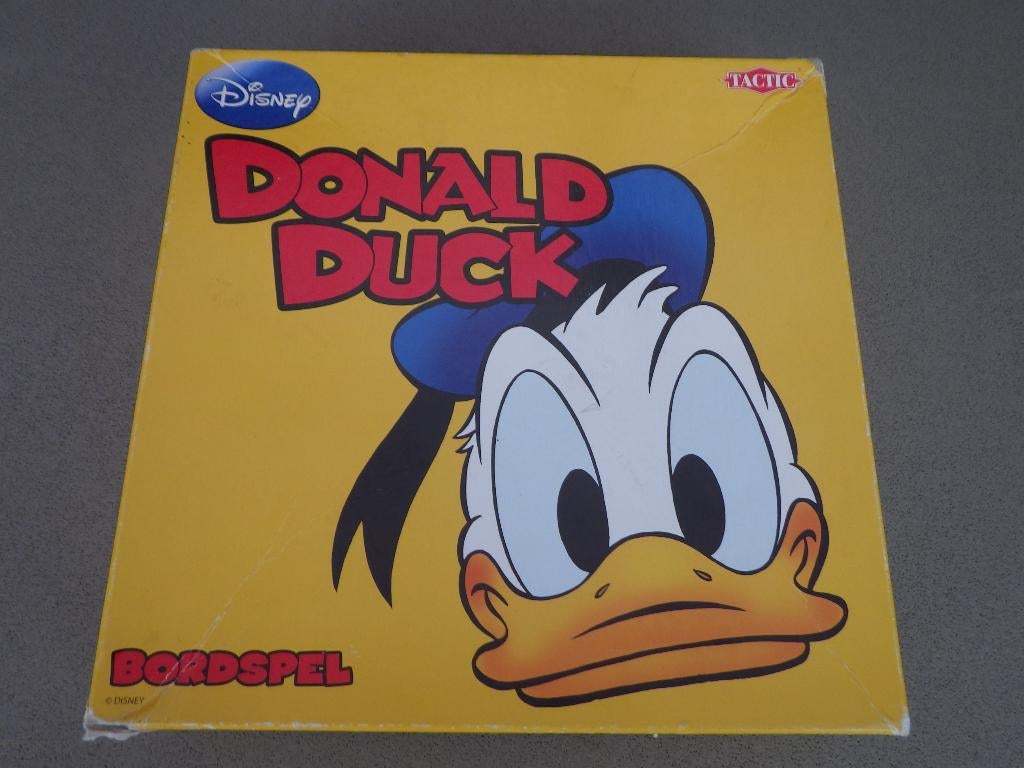 Disney
TACTIC
DONALD
DUCK
BORDSPEL
© DISNEY